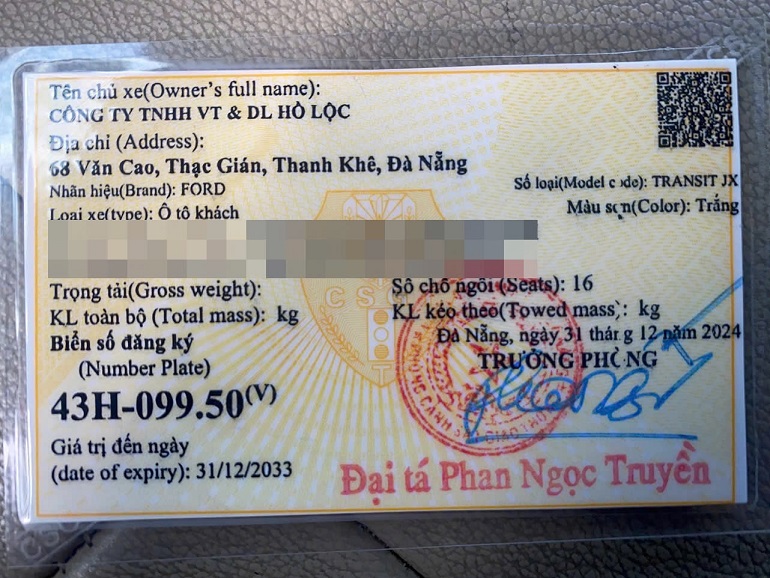 Tên chủ xe(Owner's full name):
CÔNG TY TNHH VT & DL HỒ LỘC
Địa chỉ (Address):
68 Văn Cao, Thạc Gián, Thanh Khê, Đà Nẵng
Nhãn hiệu(Brand): FORD
Số loại(Model code): TRANSIT JX
Loại xe(type): Ô tô khách
Màu sơn(Color): Trắng
Trọng tải(Gross weight):
Số chỗ ngồi(Seats): 16
KL toàn bộ (Total mass): kg
KL kéo theo(Towed mass): kg
Biển số đăng ký
Đà Nẵng, ngày 31 tháng 12 năm 2024
(Number Plate)
TRƯỞNG PHÒNG
43H-099.50(V)
Giá trị đến ngày
(date of expiry): 31/12/2033
Đại tá Phan Ngọc Truyền